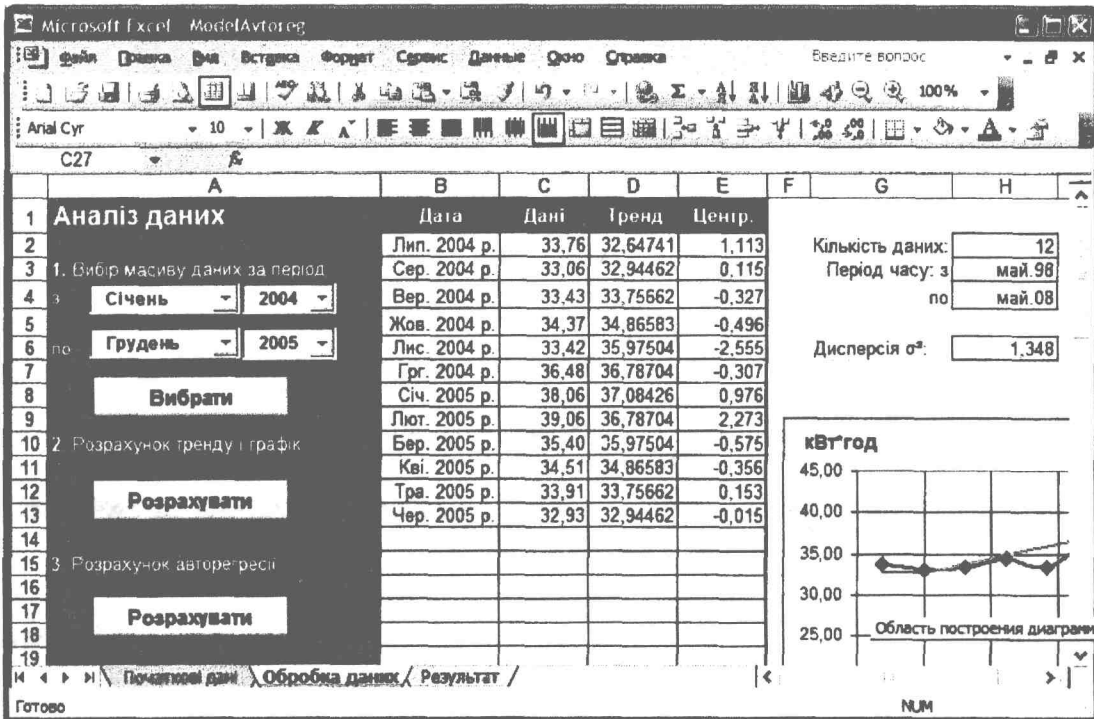 Microsoft Excel ModelAvtoreg
Файл Правка Вид Вставка Формат Сервис Данные Окно Справка Введите вопрос
100%
Arial Cyr 10 Ж К
C27 fx
A B C D E F G H
1 Аналіз даних Дата Дані Тренд Центр.
2 Лип. 2004 р. 33,76 32,64741 1,113 Кількість даних: 12
3 1. Вибір масиву даних за період Сер. 2004 р. 33,06 32,94462 0,115 Період часу: з май.98
4 з Січень 2004 Вер. 2004 р. 33,43 33,75662 -0,327 по май.08
5 Жов. 2004 р. 34,37 34,86583 -0,496
6 по Грудень 2005 Лис. 2004 р. 33,42 35,97504 -2,555 Дисперсія σ²: 1,348
7 Грг. 2004 р. 36,48 36,78704 -0,307
8 Вибрати Січ. 2005 р. 38,06 37,08426 0,976
9 Лют. 2005 р. 39,06 36,78704 2,273
10 2. Розрахунок тренду і графік Бер. 2005 р. 35,40 35,97504 -0,575 кВт*год
11 Кві. 2005 р. 34,51 34,86583 -0,356 45,00
12 Розрахувати Тра. 2005 р. 33,91 33,75662 0,153
13 Чер. 2005 р. 32,93 32,94462 -0,015 40,00
14
15 3. Розрахунок авторегресії 35,00
16
17 Розрахувати 30,00
18 25,00 Область построения диаграмм
19
Початкові дані Обробка даних Результат
Готово NUM